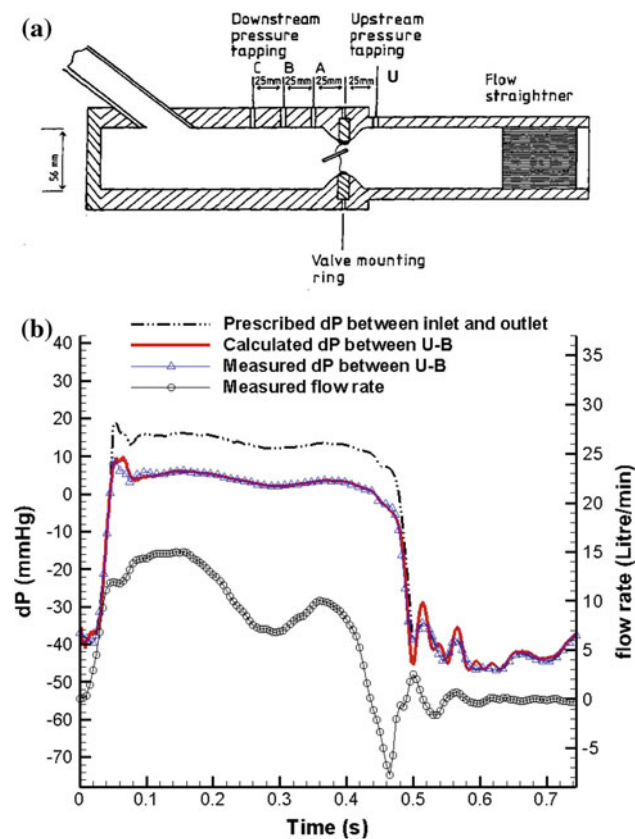 (a)
Downstream
pressure
tapping
Upstream
pressure
tapping
C B A U
25mm 25mm 25mm 25mm
Flow
straightner
56 mm
Valve mounting
ring
(b)
Prescribed dP between inlet and outlet
Calculated dP between U-B
Measured dP between U-B
Measured flow rate
40
30
20
10
0
-10
-20
-30
-40
-50
-60
-70
dP (mmHg)
35
30
25
20
15
10
5
0
-5
flow rate (Litre/min)
0 0.1 0.2 0.3 0.4 0.5 0.6 0.7
Time (s)